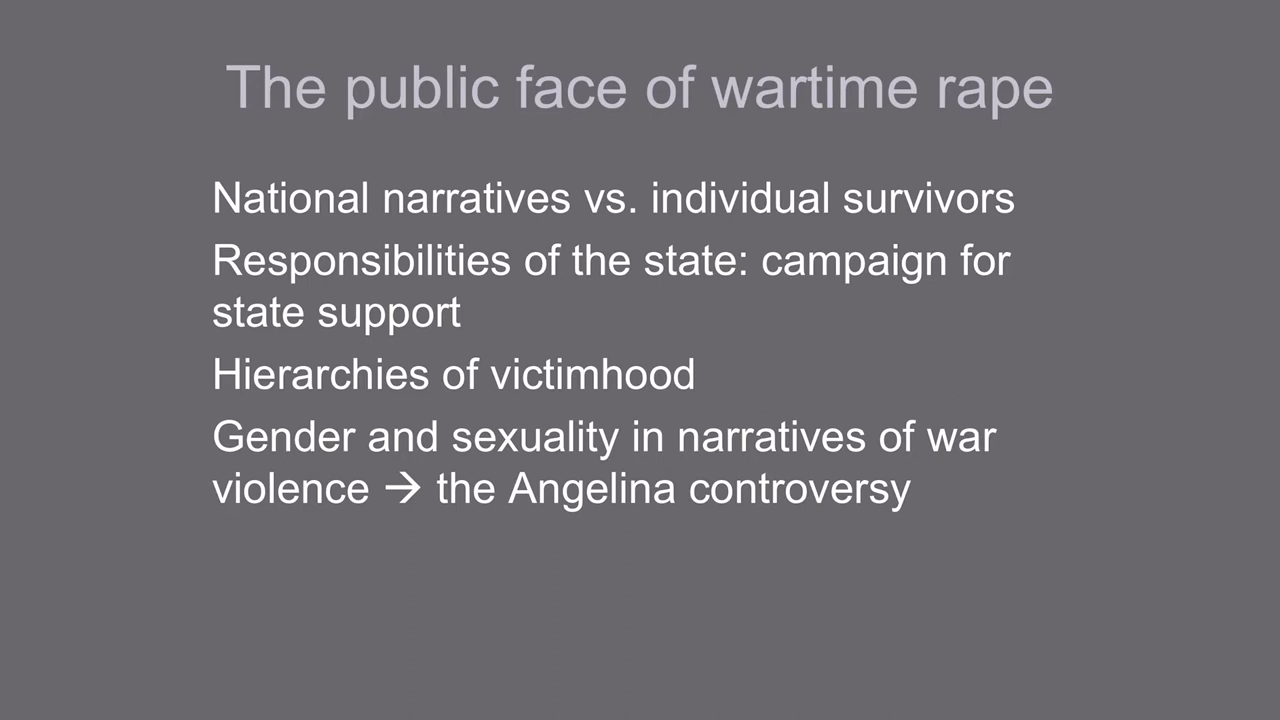 The public face of wartime rape
National narratives vs. individual survivors
Responsibilities of the state: campaign for
state support
Hierarchies of victimhood
Gender and sexuality in narratives of war
violence → the Angelina controversy